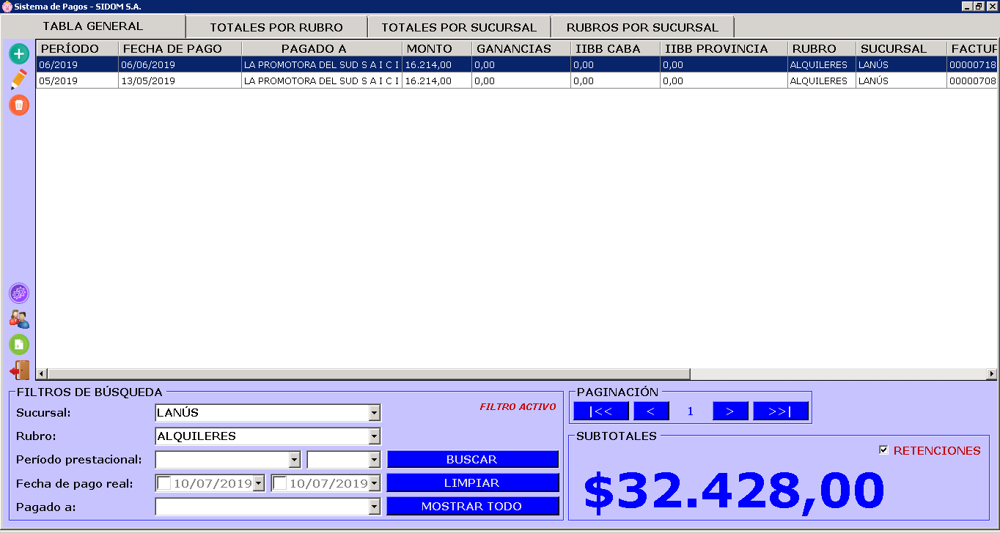 Sistema de Pagos - SIDOM S.A.
TABLA GENERAL TOTALES POR RUBRO TOTALES POR SUCURSAL RUBROS POR SUCURSAL
PERÍODO FECHA DE PAGO PAGADO A MONTO GANANCIAS IIBB CABA IIBB PROVINCIA RUBRO SUCURSAL FACTUR
06/2019 06/06/2019 LA PROMOTORA DEL SUD S A I C I 16.214,00 0,00 0,00 0,00 ALQUILERES LANÚS 00000718
05/2019 13/05/2019 LA PROMOTORA DEL SUD S A I C I 16.214,00 0,00 0,00 0,00 ALQUILERES LANÚS 00000708
FILTROS DE BÚSQUEDA
FILTRO ACTIVO
Sucursal: LANÚS
Rubro: ALQUILERES
Período prestacional: BUSCAR
Fecha de pago real: 10/07/2019 10/07/2019 LIMPIAR
Pagado a: MOSTRAR TODO
PAGINACIÓN
|<< < 1 > >>|
SUBTOTALES
RETENCIONES
$32.428,00